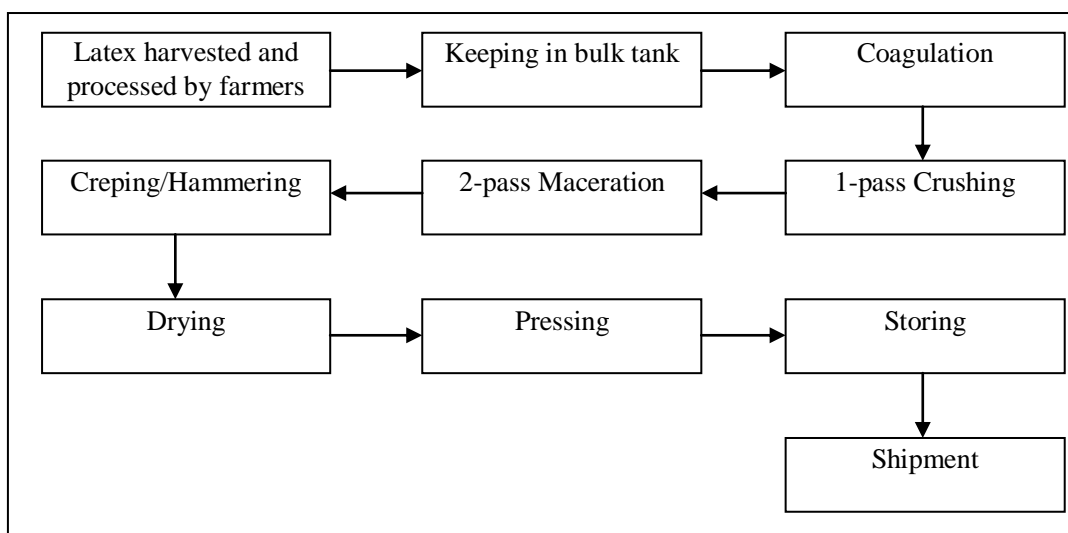 Latex harvested and
processed by farmers
Keeping in bulk tank
Coagulation
1-pass Crushing
2-pass Maceration
Creping/Hammering
Drying
Pressing
Storing
Shipment